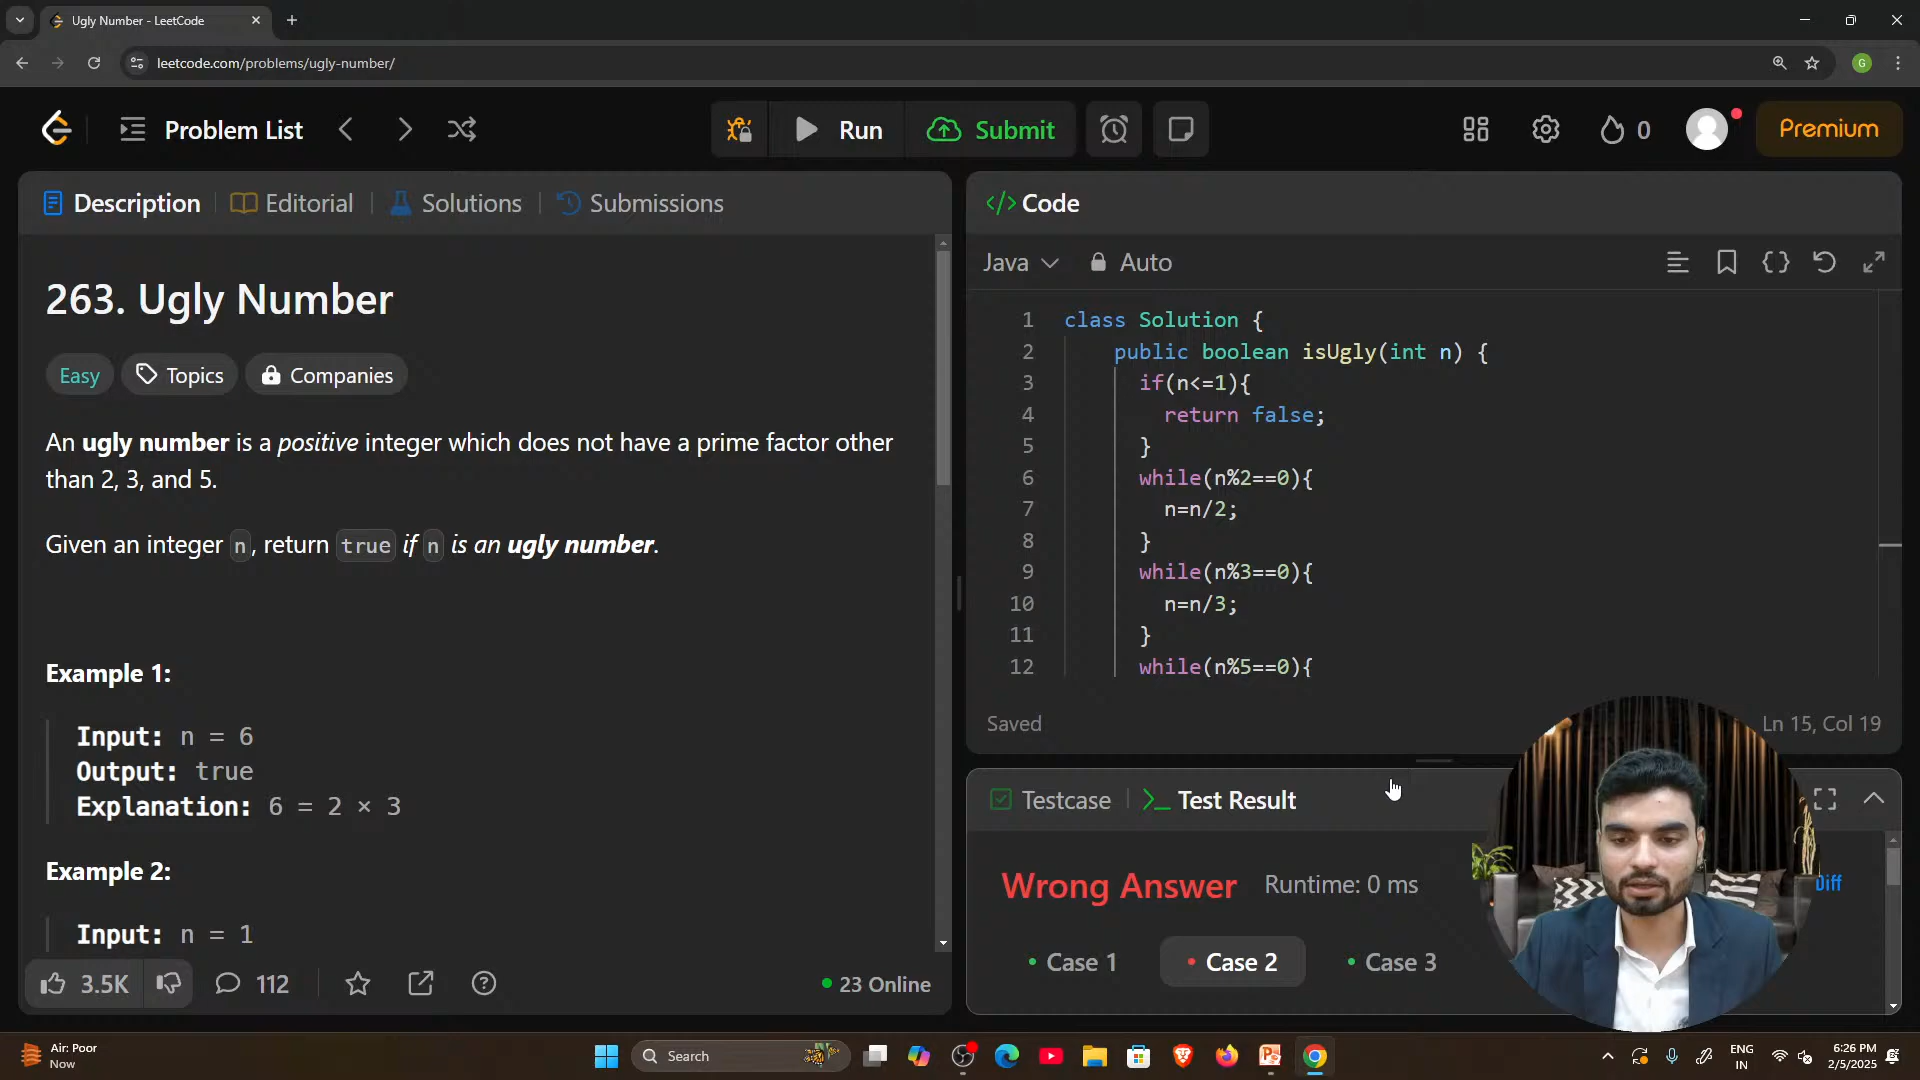 Ugly Number - LeetCode
leetcode.com/problems/ugly-number/
G
Problem List
Run
Submit
0
Premium
Description
Editorial
Solutions
Submissions
263. Ugly Number
Easy
Topics
Companies
An ugly number is a positive integer which does not have a prime factor other
than 2, 3, and 5.
Given an integer n, return true if n is an ugly number.
Example 1:
Input: n = 6
Output: true
Explanation: 6 = 2 × 3
Example 2:
Input: n = 1
3.5K
112
23 Online
</> Code
Java
Auto
1 class Solution {
2 public boolean isUgly(int n) {
3 if(n<=1){
4 return false;
5 }
6 while(n%2==0){
7 n=n/2;
8 }
9 while(n%3==0){
10 n=n/3;
11 }
12 while(n%5==0){
Saved
Ln 15, Col 19
Testcase
Test Result
Wrong Answer
Runtime: 0 ms
Diff
Case 1
Case 2
Case 3
Air: Poor
Now
Search
ENG
IN
6:26 PM
2/5/2025